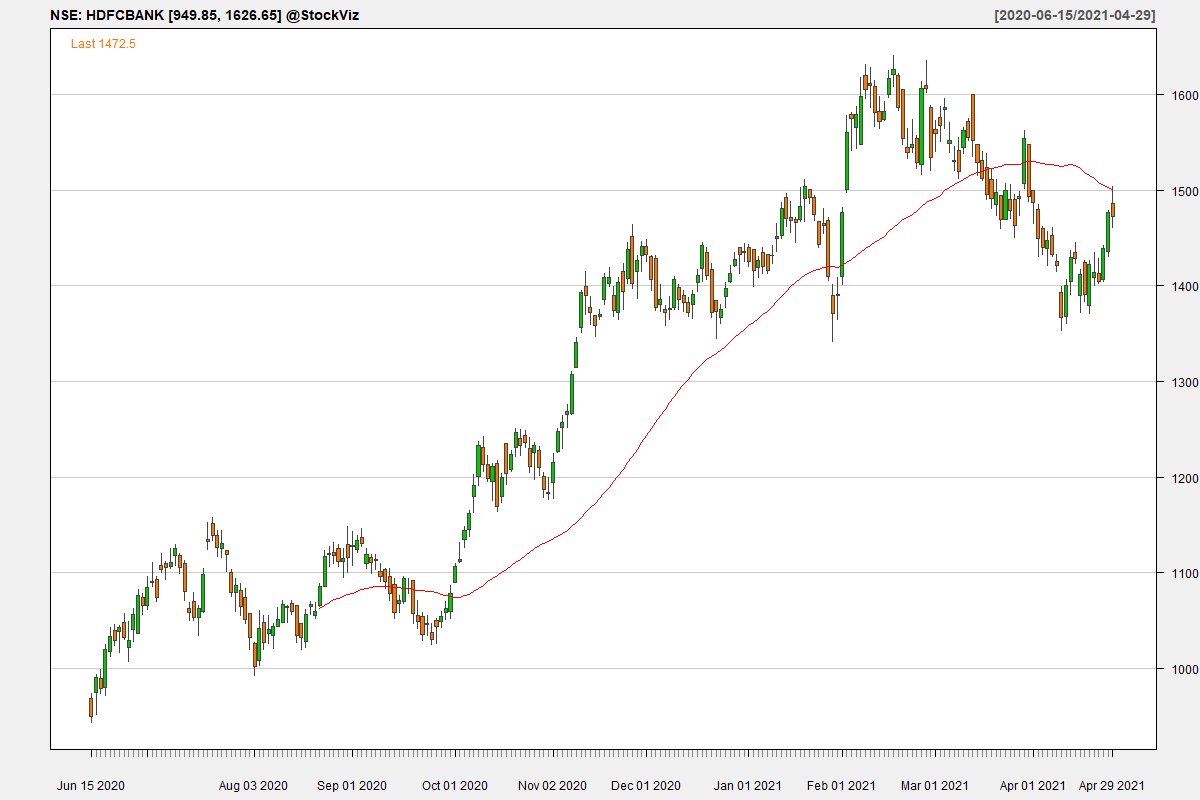 NSE: HDFCBANK [949.85, 1626.65] @StockViz [2020-06-15/2021-04-29]
Last 1472.5
1600
1500
1400
1300
1200
1100
1000
Jun 15 2020 Aug 03 2020 Sep 01 2020 Oct 01 2020 Nov 02 2020 Dec 01 2020 Jan 01 2021 Feb 01 2021 Mar 01 2021 Apr 01 2021 Apr 29 2021